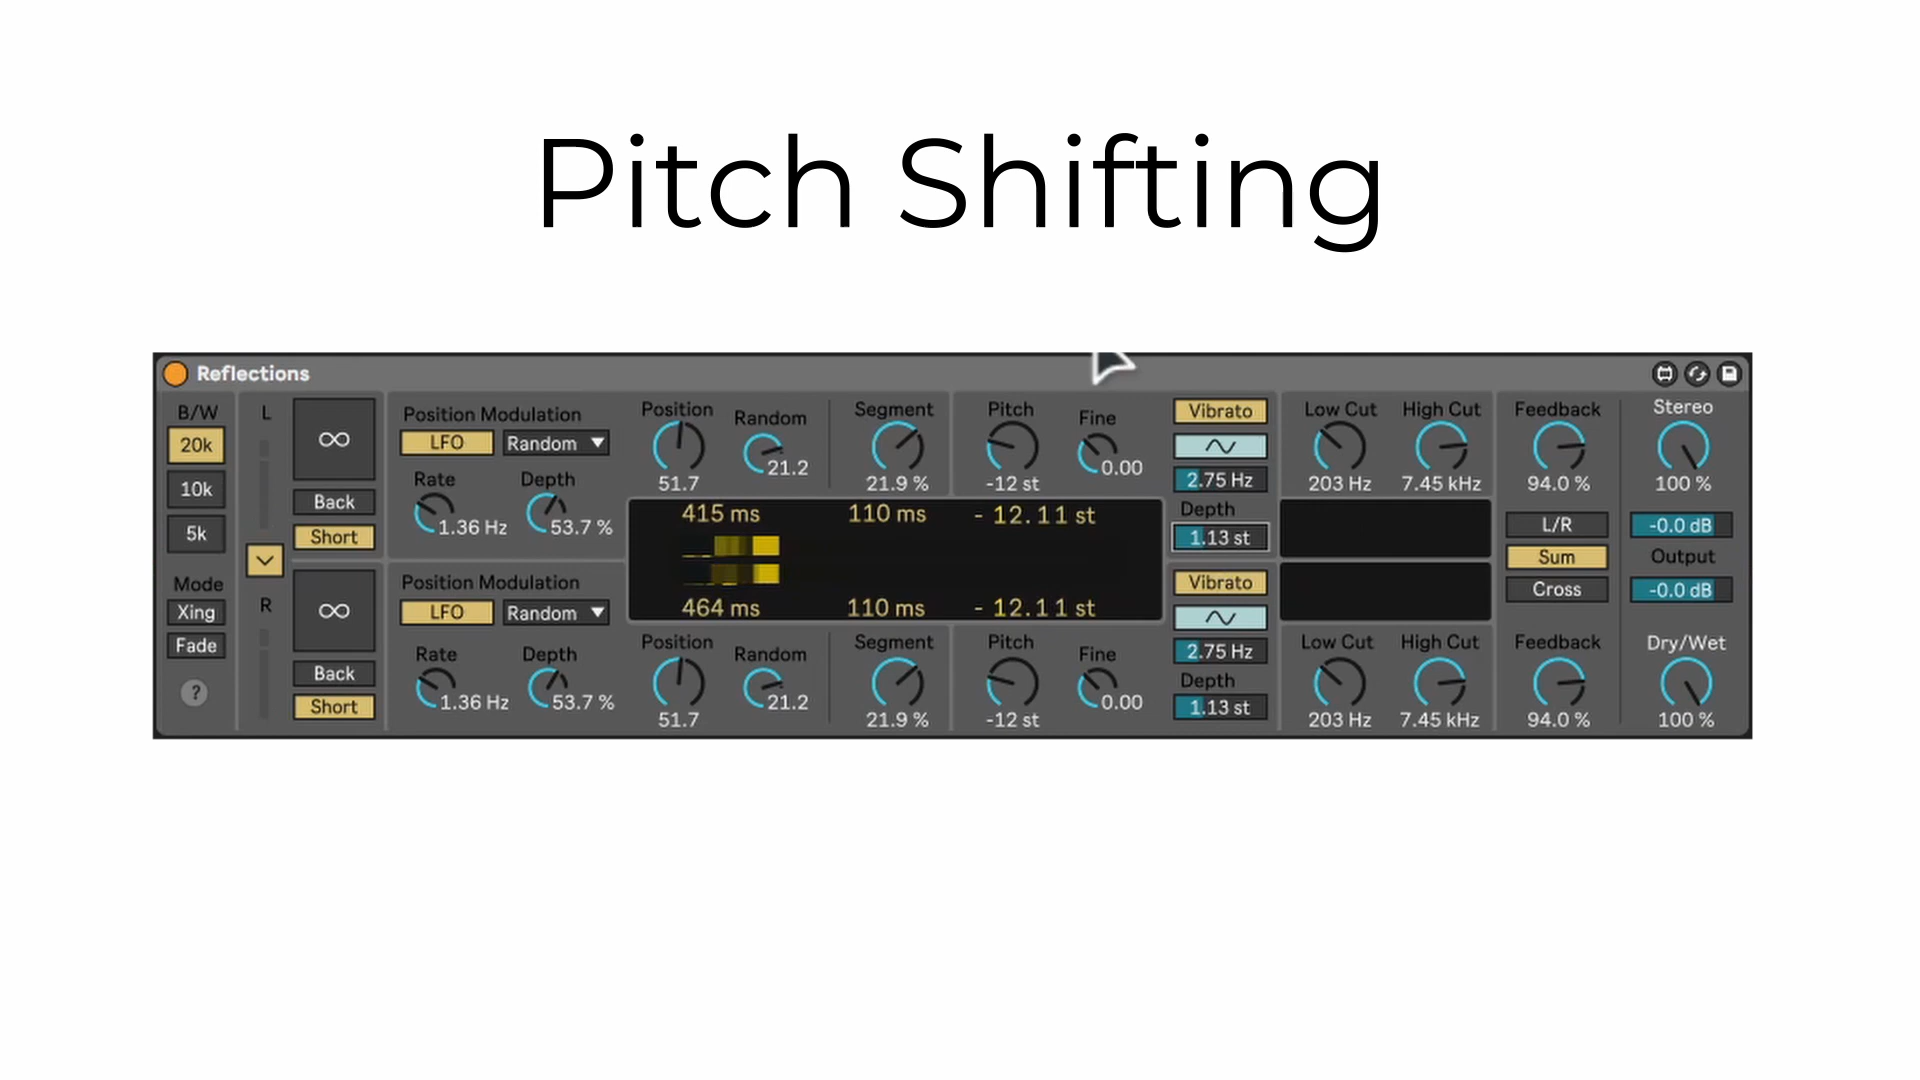 Pitch Shifting
Reflections
B/W
20k
10k
5k
Mode
Xing
Fade
?
L
R
∞
Back
Short
∞
Back
Short
Position Modulation
LFO Random
Rate Depth
1.36 Hz 53.7 %
Position Modulation
LFO Random
Rate Depth
1.36 Hz 53.7 %
Position Random Segment Pitch Fine
51.7 21.2 21.9 % -12 st 0.00
415 ms 110 ms - 12.11 st
464 ms 110 ms - 12.11 st
Position Random Segment Pitch Fine
51.7 21.2 21.9 % -12 st 0.00
Vibrato
2.75 Hz
Depth
1.13 st
Vibrato
2.75 Hz
Depth
1.13 st
Low Cut High Cut
203 Hz 7.45 kHz
Low Cut High Cut
203 Hz 7.45 kHz
Feedback
94.0 %
L/R
Sum
Cross
Feedback
94.0 %
Stereo
100 %
-0.0 dB
Output
-0.0 dB
Dry/Wet
100 %